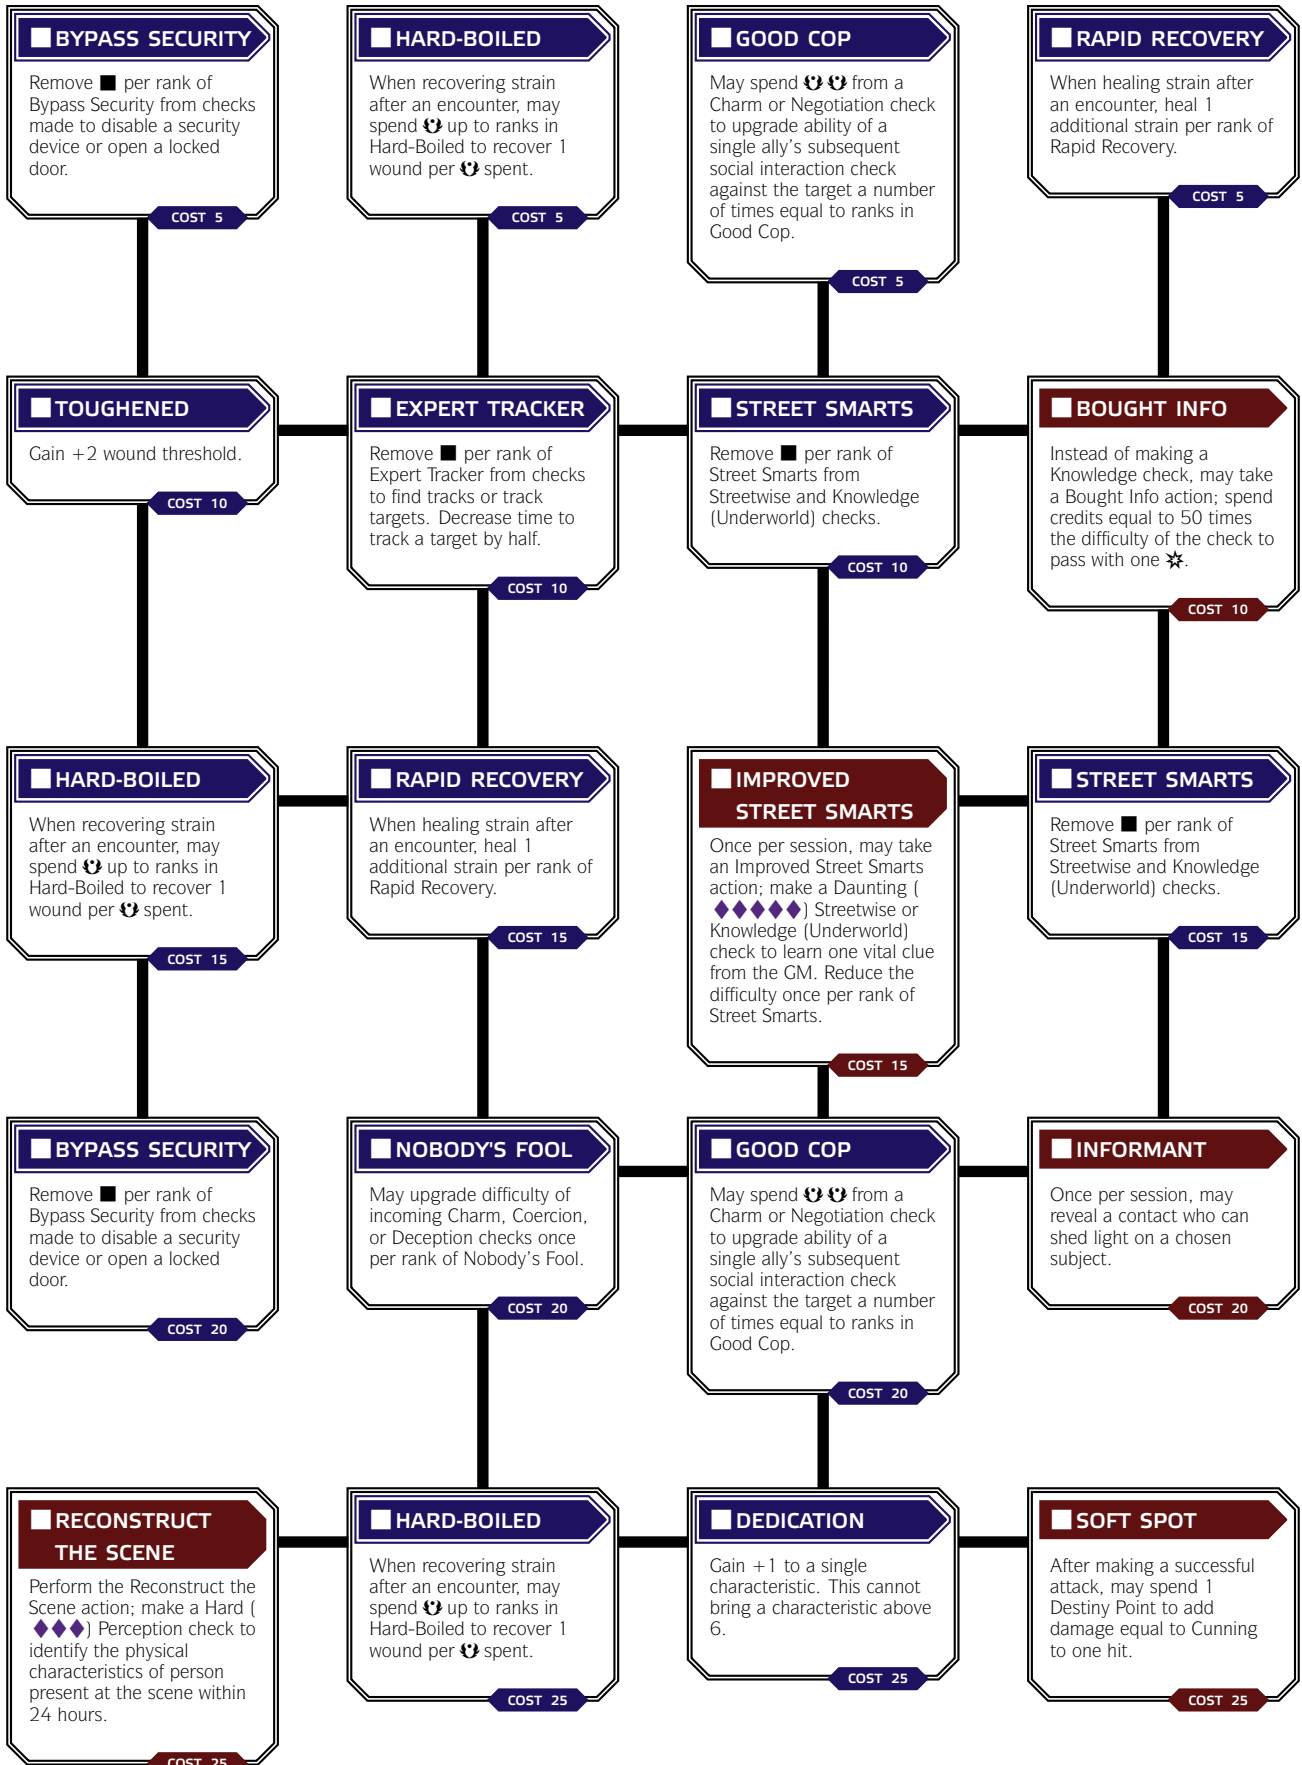 BYPASS SECURITY
Remove ■ per rank of
Bypass Security from checks
made to disable a security
device or open a locked
door.
COST 5
HARD-BOILED
When recovering strain
after an encounter, may
spend up to ranks in
Hard-Boiled to recover 1
wound per spent.
COST 5
GOOD COP
May spend from a
Charm or Negotiation check
to upgrade ability of a
single ally's subsequent
social interaction check
against the target a number
of times equal to ranks in
Good Cop.
COST 5
RAPID RECOVERY
When healing strain after
an encounter, heal 1
additional strain per rank of
Rapid Recovery.
COST 5
TOUGHENED
Gain +2 wound threshold.
COST 10
EXPERT TRACKER
Remove ■ per rank of
Expert Tracker from checks
to find tracks or track
targets. Decrease time to
track a target by half.
COST 10
STREET SMARTS
Remove ■ per rank of
Street Smarts from
Streetwise and Knowledge
(Underworld) checks.
COST 10
BOUGHT INFO
Instead of making a
Knowledge check, may take
a Bought Info action; spend
credits equal to 50 times
the difficulty of the check to
pass with one .
COST 10
HARD-BOILED
When recovering strain
after an encounter, may
spend up to ranks in
Hard-Boiled to recover 1
wound per spent.
COST 15
RAPID RECOVERY
When healing strain after
an encounter, heal 1
additional strain per rank of
Rapid Recovery.
COST 15
IMPROVED
STREET SMARTS
Once per session, may take
an Improved Street Smarts
action; make a Daunting (
♦♦♦♦♦) Streetwise or
Knowledge (Underworld)
check to learn one vital clue
from the GM. Reduce the
difficulty once per rank of
Street Smarts.
COST 15
STREET SMARTS
Remove ■ per rank of
Street Smarts from
Streetwise and Knowledge
(Underworld) checks.
COST 15
BYPASS SECURITY
Remove ■ per rank of
Bypass Security from checks
made to disable a security
device or open a locked
door.
COST 20
NOBODY'S FOOL
May upgrade difficulty of
incoming Charm, Coercion,
or Deception checks once
per rank of Nobody's Fool.
COST 20
GOOD COP
May spend from a
Charm or Negotiation check
to upgrade ability of a
single ally's subsequent
social interaction check
against the target a number
of times equal to ranks in
Good Cop.
COST 20
INFORMANT
Once per session, may
reveal a contact who can
shed light on a chosen
subject.
COST 20
RECONSTRUCT
THE SCENE
Perform the Reconstruct the
Scene action; make a Hard (
♦♦♦) Perception check to
identify the physical
characteristics of person
present at the scene within
24 hours.
COST 25
HARD-BOILED
When recovering strain
after an encounter, may
spend up to ranks in
Hard-Boiled to recover 1
wound per spent.
COST 25
DEDICATION
Gain +1 to a single
characteristic. This cannot
bring a characteristic above
6.
COST 25
SOFT SPOT
After making a successful
attack, may spend 1
Destiny Point to add
damage equal to Cunning
to one hit.
COST 25